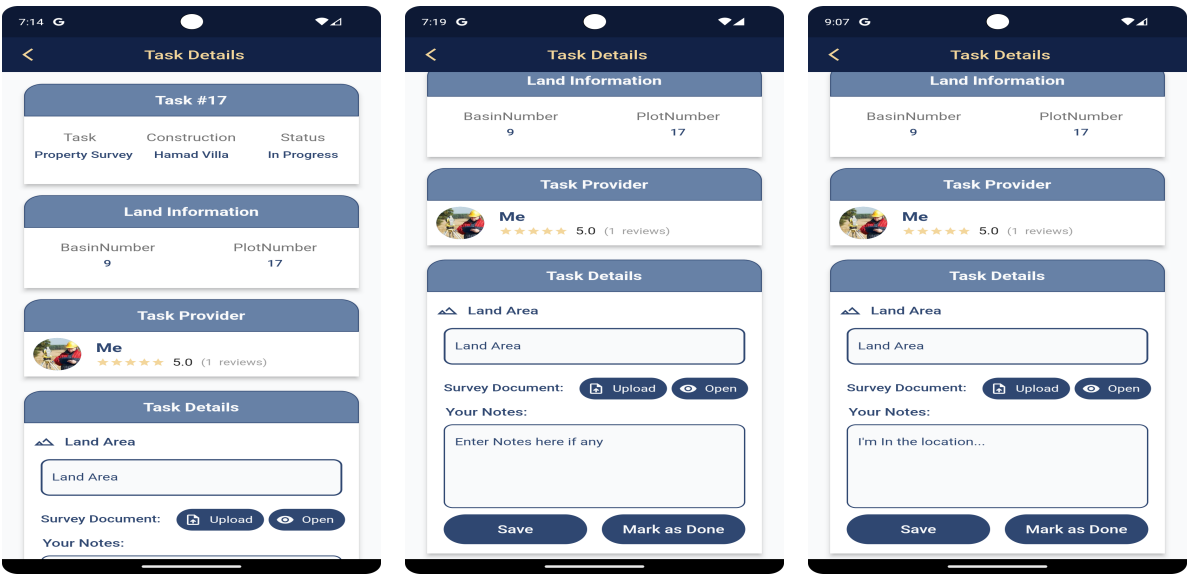 7:14 G
Task Details
Task #17
Task Construction Status
Property Survey Hamad Villa In Progress
Land Information
BasinNumber PlotNumber
9 17
Task Provider
Me
5.0 (1 reviews)
Task Details
Land Area
Land Area
Survey Document: Upload Open
Your Notes:
7:19 G
Task Details
Land Information
BasinNumber PlotNumber
9 17
Task Provider
Me
5.0 (1 reviews)
Task Details
Land Area
Land Area
Survey Document: Upload Open
Your Notes:
Enter Notes here if any
Save Mark as Done
9:07 G
Task Details
Land Information
BasinNumber PlotNumber
9 17
Task Provider
Me
5.0 (1 reviews)
Task Details
Land Area
Land Area
Survey Document: Upload Open
Your Notes:
I'm In the location...
Save Mark as Done